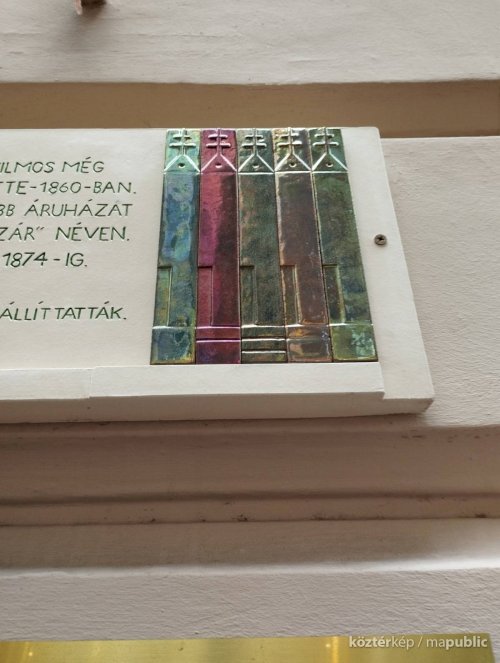 ILMOS MÉG
TTE-1860-BAN.
BB ÁRUHÁZAT
ZÁR" NÉVEN.
1874-IG.
ÁLLÍTTATTÁK.
köztérkép / mapublic